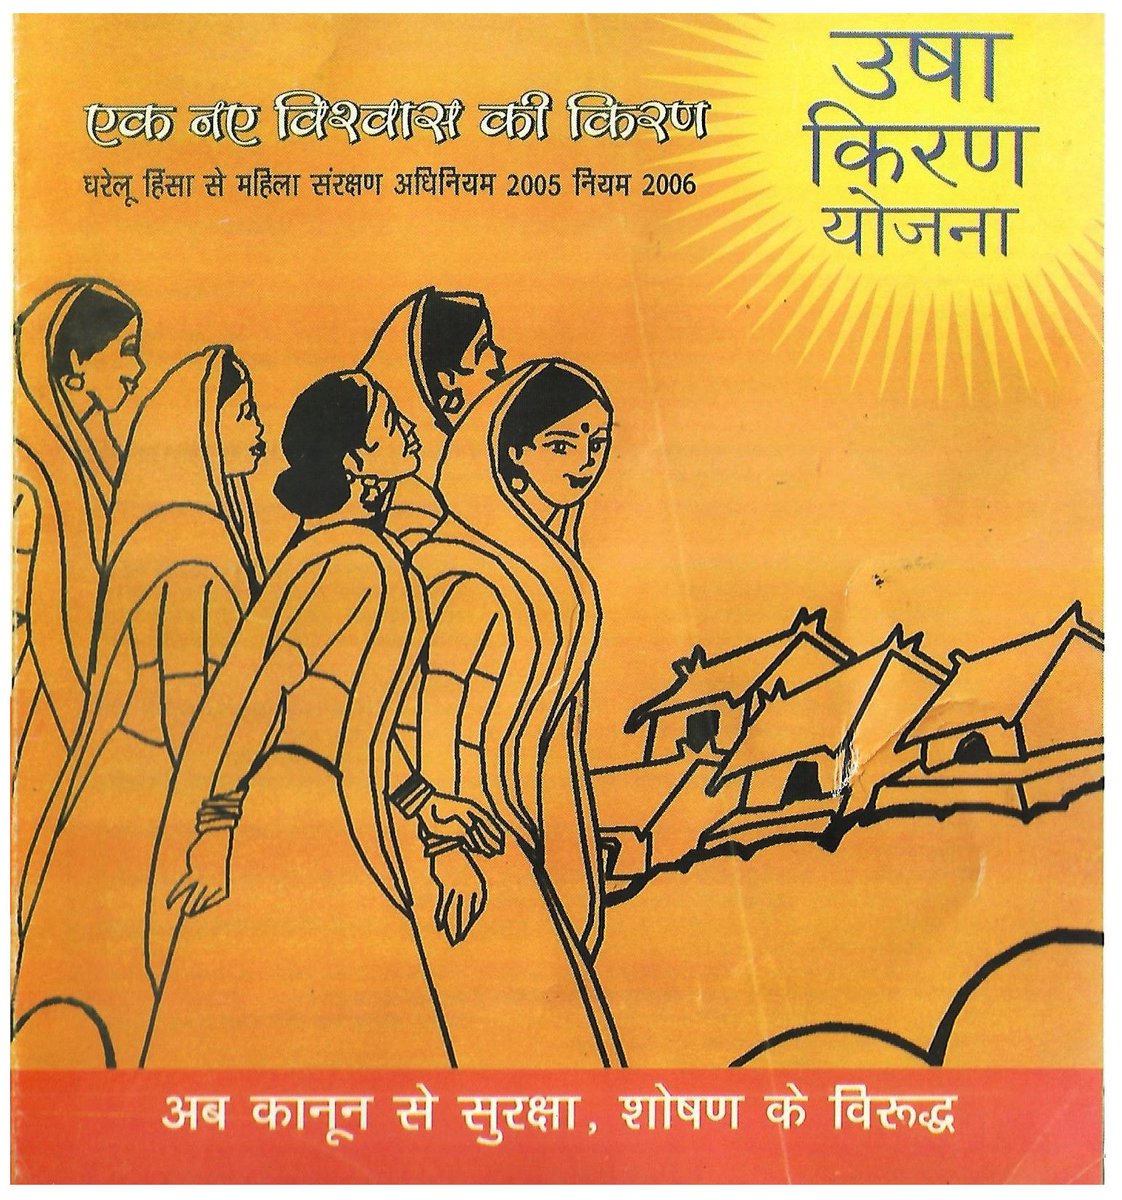 उषा
किरण
योजना
एक नए विश्वास की किरण
घरेलू हिंसा से महिला संरक्षण अधिनियम 2005 नियम 2006
अब कानून से सुरक्षा, शोषण के विरूद्ध